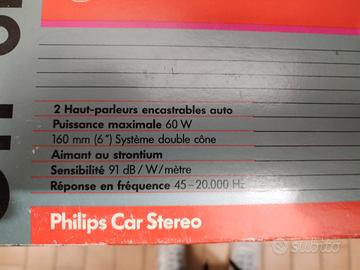 2 Haut-parleurs encastrables auto
Puissance maximale 60 W
160 mm (6") Système double cône
Aimant au strontium
Sensibilité 91 dB/W/mètre
Réponse en fréquence 45–20.000 Hz
Philips Car Stereo
subito